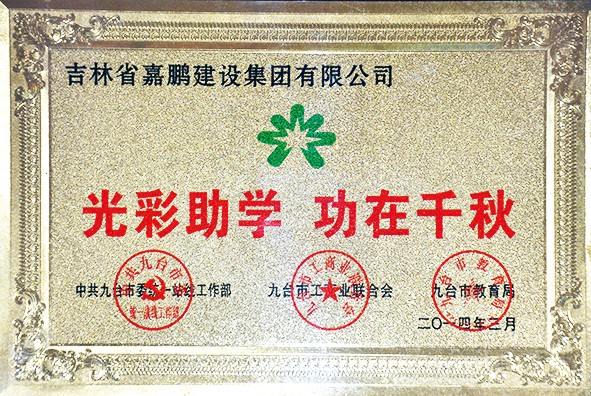 吉林省嘉鹏建设集团有限公司
光彩助学 功在千秋
中共九台市委统一战线工作部 九台市工商业联合会 九台市教育局
二〇一四年三月